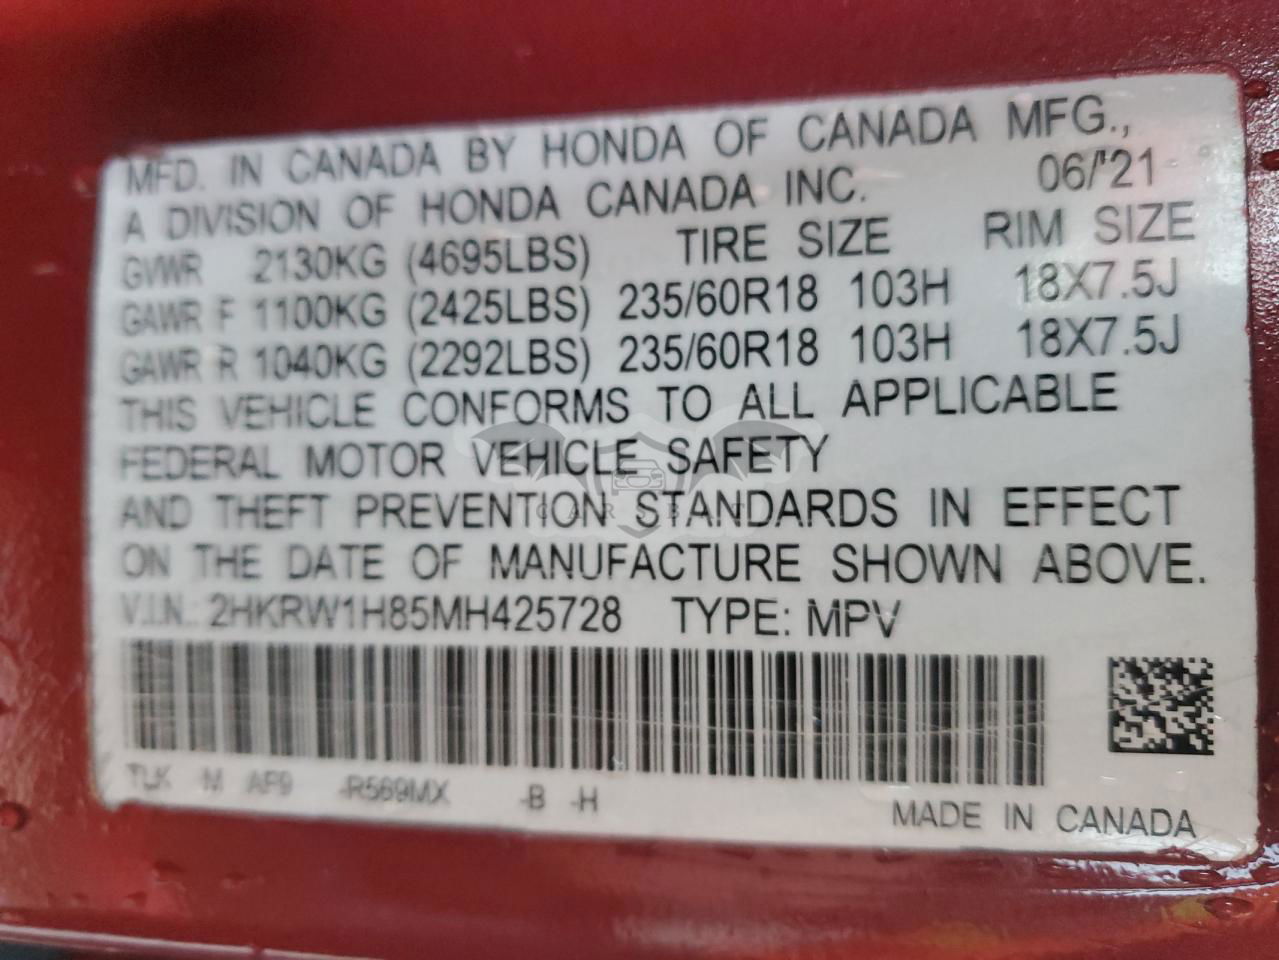 MFD. IN CANADA BY HONDA OF CANADA MFG.,
A DIVISION OF HONDA CANADA INC. 06/'21
GVWR 2130KG (4695LBS) TIRE SIZE RIM SIZE
GAWR F 1100KG (2425LBS) 235/60R18 103H 18X7.5J
GAWR R 1040KG (2292LBS) 235/60R18 103H 18X7.5J
THIS VEHICLE CONFORMS TO ALL APPLICABLE
FEDERAL MOTOR VEHICLE SAFETY
AND THEFT PREVENTION STANDARDS IN EFFECT
ON THE DATE OF MANUFACTURE SHOWN ABOVE.
V.I.N.: 2HKRW1H85MH425728 TYPE: MPV
TLK -M AF9 -R569MX -B -H
MADE IN CANADA